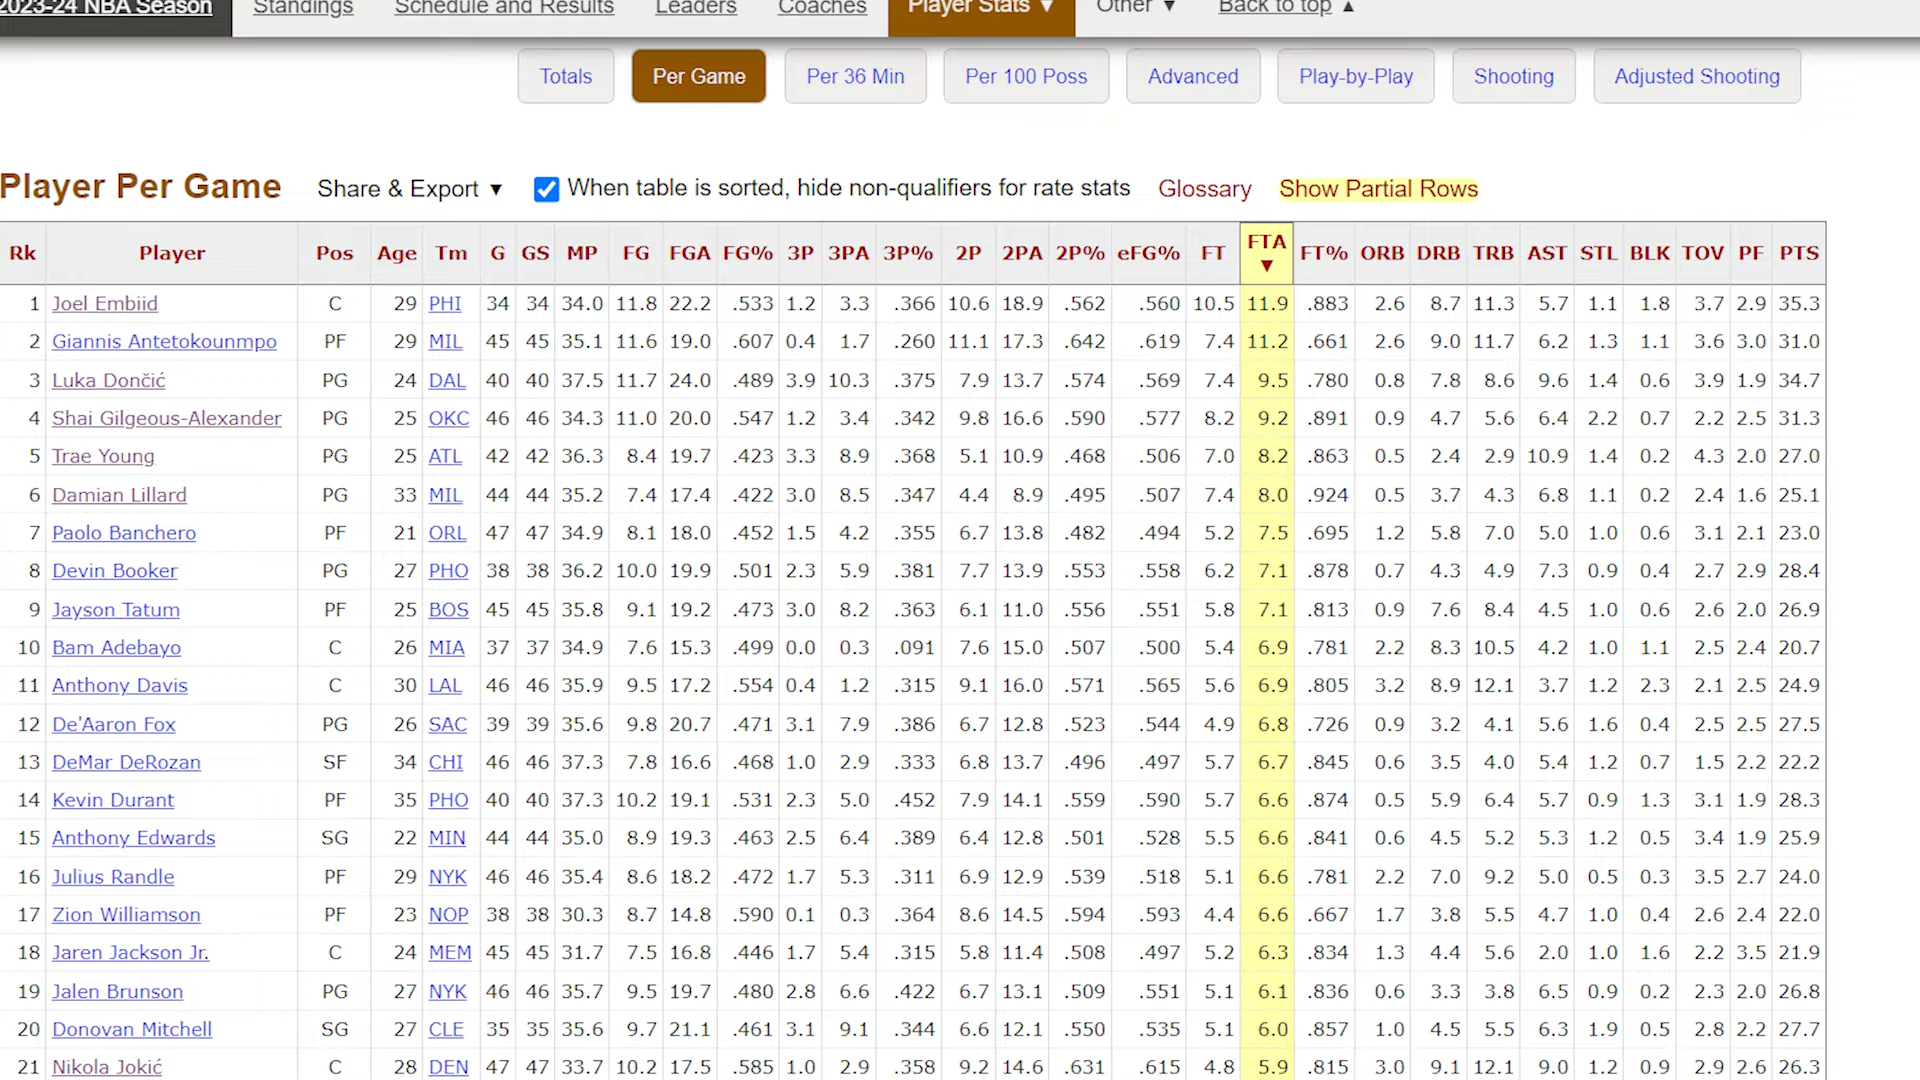 2023-24 NBA Season Standings Schedule and Results Leaders Coaches Player Stats ▼ Other ▼ Back to top ▲
Totals Per Game Per 36 Min Per 100 Poss Advanced Play-by-Play Shooting Adjusted Shooting
Player Per Game Share & Export ▼ When table is sorted, hide non-qualifiers for rate stats Glossary Show Partial Rows
Rk Player Pos Age Tm G GS MP FG FGA FG% 3P 3PA 3P% 2P 2PA 2P% eFG% FT FTA ▼ FT% ORB DRB TRB AST STL BLK TOV PF PTS
1 Joel Embiid C 29 PHI 34 34 34.0 11.8 22.2 .533 1.2 3.3 .366 10.6 18.9 .562 .560 10.5 11.9 .883 2.6 8.7 11.3 5.7 1.1 1.8 3.7 2.9 35.3
2 Giannis Antetokounmpo PF 29 MIL 45 45 35.1 11.6 19.0 .607 0.4 1.7 .260 11.1 17.3 .642 .619 7.4 11.2 .661 2.6 9.0 11.7 6.2 1.3 1.1 3.6 3.0 31.0
3 Luka Dončić PG 24 DAL 40 40 37.5 11.7 24.0 .489 3.9 10.3 .375 7.9 13.7 .574 .569 7.4 9.5 .780 0.8 7.8 8.6 9.6 1.4 0.6 3.9 1.9 34.7
4 Shai Gilgeous-Alexander PG 25 OKC 46 46 34.3 11.0 20.0 .547 1.2 3.4 .342 9.8 16.6 .590 .577 8.2 9.2 .891 0.9 4.7 5.6 6.4 2.2 0.7 2.2 2.5 31.3
5 Trae Young PG 25 ATL 42 42 36.3 8.4 19.7 .423 3.3 8.9 .368 5.1 10.9 .468 .506 7.0 8.2 .863 0.5 2.4 2.9 10.9 1.4 0.2 4.3 2.0 27.0
6 Damian Lillard PG 33 MIL 44 44 35.2 7.4 17.4 .422 3.0 8.5 .347 4.4 8.9 .495 .507 7.4 8.0 .924 0.5 3.7 4.3 6.8 1.1 0.2 2.4 1.6 25.1
7 Paolo Banchero PF 21 ORL 47 47 34.9 8.1 18.0 .452 1.5 4.2 .355 6.7 13.8 .482 .494 5.2 7.5 .695 1.2 5.8 7.0 5.0 1.0 0.6 3.1 2.1 23.0
8 Devin Booker PG 27 PHO 38 38 36.2 10.0 19.9 .501 2.3 5.9 .381 7.7 13.9 .553 .558 6.2 7.1 .878 0.7 4.3 4.9 7.3 0.9 0.4 2.7 2.9 28.4
9 Jayson Tatum PF 25 BOS 45 45 35.8 9.1 19.2 .473 3.0 8.2 .363 6.1 11.0 .556 .551 5.8 7.1 .813 0.9 7.6 8.4 4.5 1.0 0.6 2.6 2.0 26.9
10 Bam Adebayo C 26 MIA 37 37 34.9 7.6 15.3 .499 0.0 0.3 .091 7.6 15.0 .507 .500 5.4 6.9 .781 2.2 8.3 10.5 4.2 1.0 1.1 2.5 2.4 20.7
11 Anthony Davis C 30 LAL 46 46 35.9 9.5 17.2 .554 0.4 1.2 .315 9.1 16.0 .571 .565 5.6 6.9 .805 3.2 8.9 12.1 3.7 1.2 2.3 2.1 2.5 24.9
12 De'Aaron Fox PG 26 SAC 39 39 35.6 9.8 20.7 .471 3.1 7.9 .386 6.7 12.8 .523 .544 4.9 6.8 .726 0.9 3.2 4.1 5.6 1.6 0.4 2.5 2.5 27.5
13 DeMar DeRozan SF 34 CHI 46 46 37.3 7.8 16.6 .468 1.0 2.9 .333 6.8 13.7 .496 .497 5.7 6.7 .845 0.6 3.5 4.0 5.4 1.2 0.7 1.5 2.2 22.2
14 Kevin Durant PF 35 PHO 40 40 37.3 10.2 19.1 .531 2.3 5.0 .452 7.9 14.1 .559 .590 5.7 6.6 .874 0.5 5.9 6.4 5.7 0.9 1.3 3.1 1.9 28.3
15 Anthony Edwards SG 22 MIN 44 44 35.0 8.9 19.3 .463 2.5 6.4 .389 6.4 12.8 .501 .528 5.5 6.6 .841 0.6 4.5 5.2 5.3 1.2 0.5 3.4 1.9 25.9
16 Julius Randle PF 29 NYK 46 46 35.4 8.6 18.2 .472 1.7 5.3 .311 6.9 12.9 .539 .518 5.1 6.6 .781 2.2 7.0 9.2 5.0 0.5 0.3 3.5 2.7 24.0
17 Zion Williamson PF 23 NOP 38 38 30.3 8.7 14.8 .590 0.1 0.3 .364 8.6 14.5 .594 .593 4.4 6.6 .667 1.7 3.8 5.5 4.7 1.0 0.4 2.6 2.4 22.0
18 Jaren Jackson Jr. C 24 MEM 45 45 31.7 7.5 16.8 .446 1.7 5.4 .315 5.8 11.4 .508 .497 5.2 6.3 .834 1.3 4.4 5.6 2.0 1.0 1.6 2.2 3.5 21.9
19 Jalen Brunson PG 27 NYK 46 46 35.7 9.5 19.7 .480 2.8 6.6 .422 6.7 13.1 .509 .551 5.1 6.1 .836 0.6 3.3 3.8 6.5 0.9 0.2 2.3 2.0 26.8
20 Donovan Mitchell SG 27 CLE 35 35 35.6 9.7 21.1 .461 3.1 9.1 .344 6.6 12.1 .550 .535 5.1 6.0 .857 1.0 4.5 5.5 6.3 1.9 0.5 2.8 2.2 27.7
21 Nikola Jokić C 28 DEN 47 47 33.7 10.2 17.5 .585 1.0 2.9 .358 9.2 14.6 .631 .615 4.8 5.9 .815 3.0 9.1 12.1 9.0 1.2 0.9 2.9 2.6 26.3